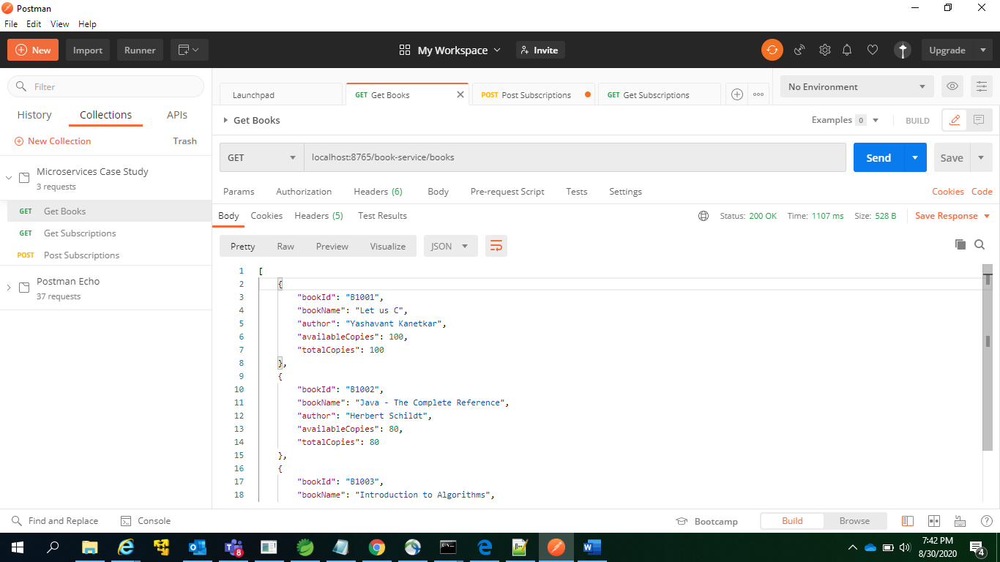 Postman
File Edit View Help
New Import Runner My Workspace Invite Upgrade
Filter
History Collections APIs
New Collection Trash
Microservices Case Study
3 requests
GET Get Books
GET Get Subscriptions
POST Post Subscriptions
Postman Echo
37 requests
Launchpad GET Get Books POST Post Subscriptions GET Get Subscriptions No Environment
Get Books Examples 0 BUILD
GET localhost:8765/book-service/books Send Save
Params Authorization Headers (6) Body Pre-request Script Tests Settings Cookies Code
Body Cookies Headers (5) Test Results Status: 200 OK Time: 1107 ms Size: 528 B Save Response
Pretty Raw Preview Visualize JSON
1 [
2 {
3 "bookId": "B1001",
4 "bookName": "Let us C",
5 "author": "Yashavant Kanetkar",
6 "availableCopies": 100,
7 "totalCopies": 100
8 },
9 {
10 "bookId": "B1002",
11 "bookName": "Java - The Complete Reference",
12 "author": "Herbert Schildt",
13 "availableCopies": 80,
14 "totalCopies": 80
15 },
16 {
17 "bookId": "B1003",
18 "bookName": "Introduction to Algorithms",
Find and Replace Console Bootcamp Build Browse
8
7:42 PM
8/30/2020
4